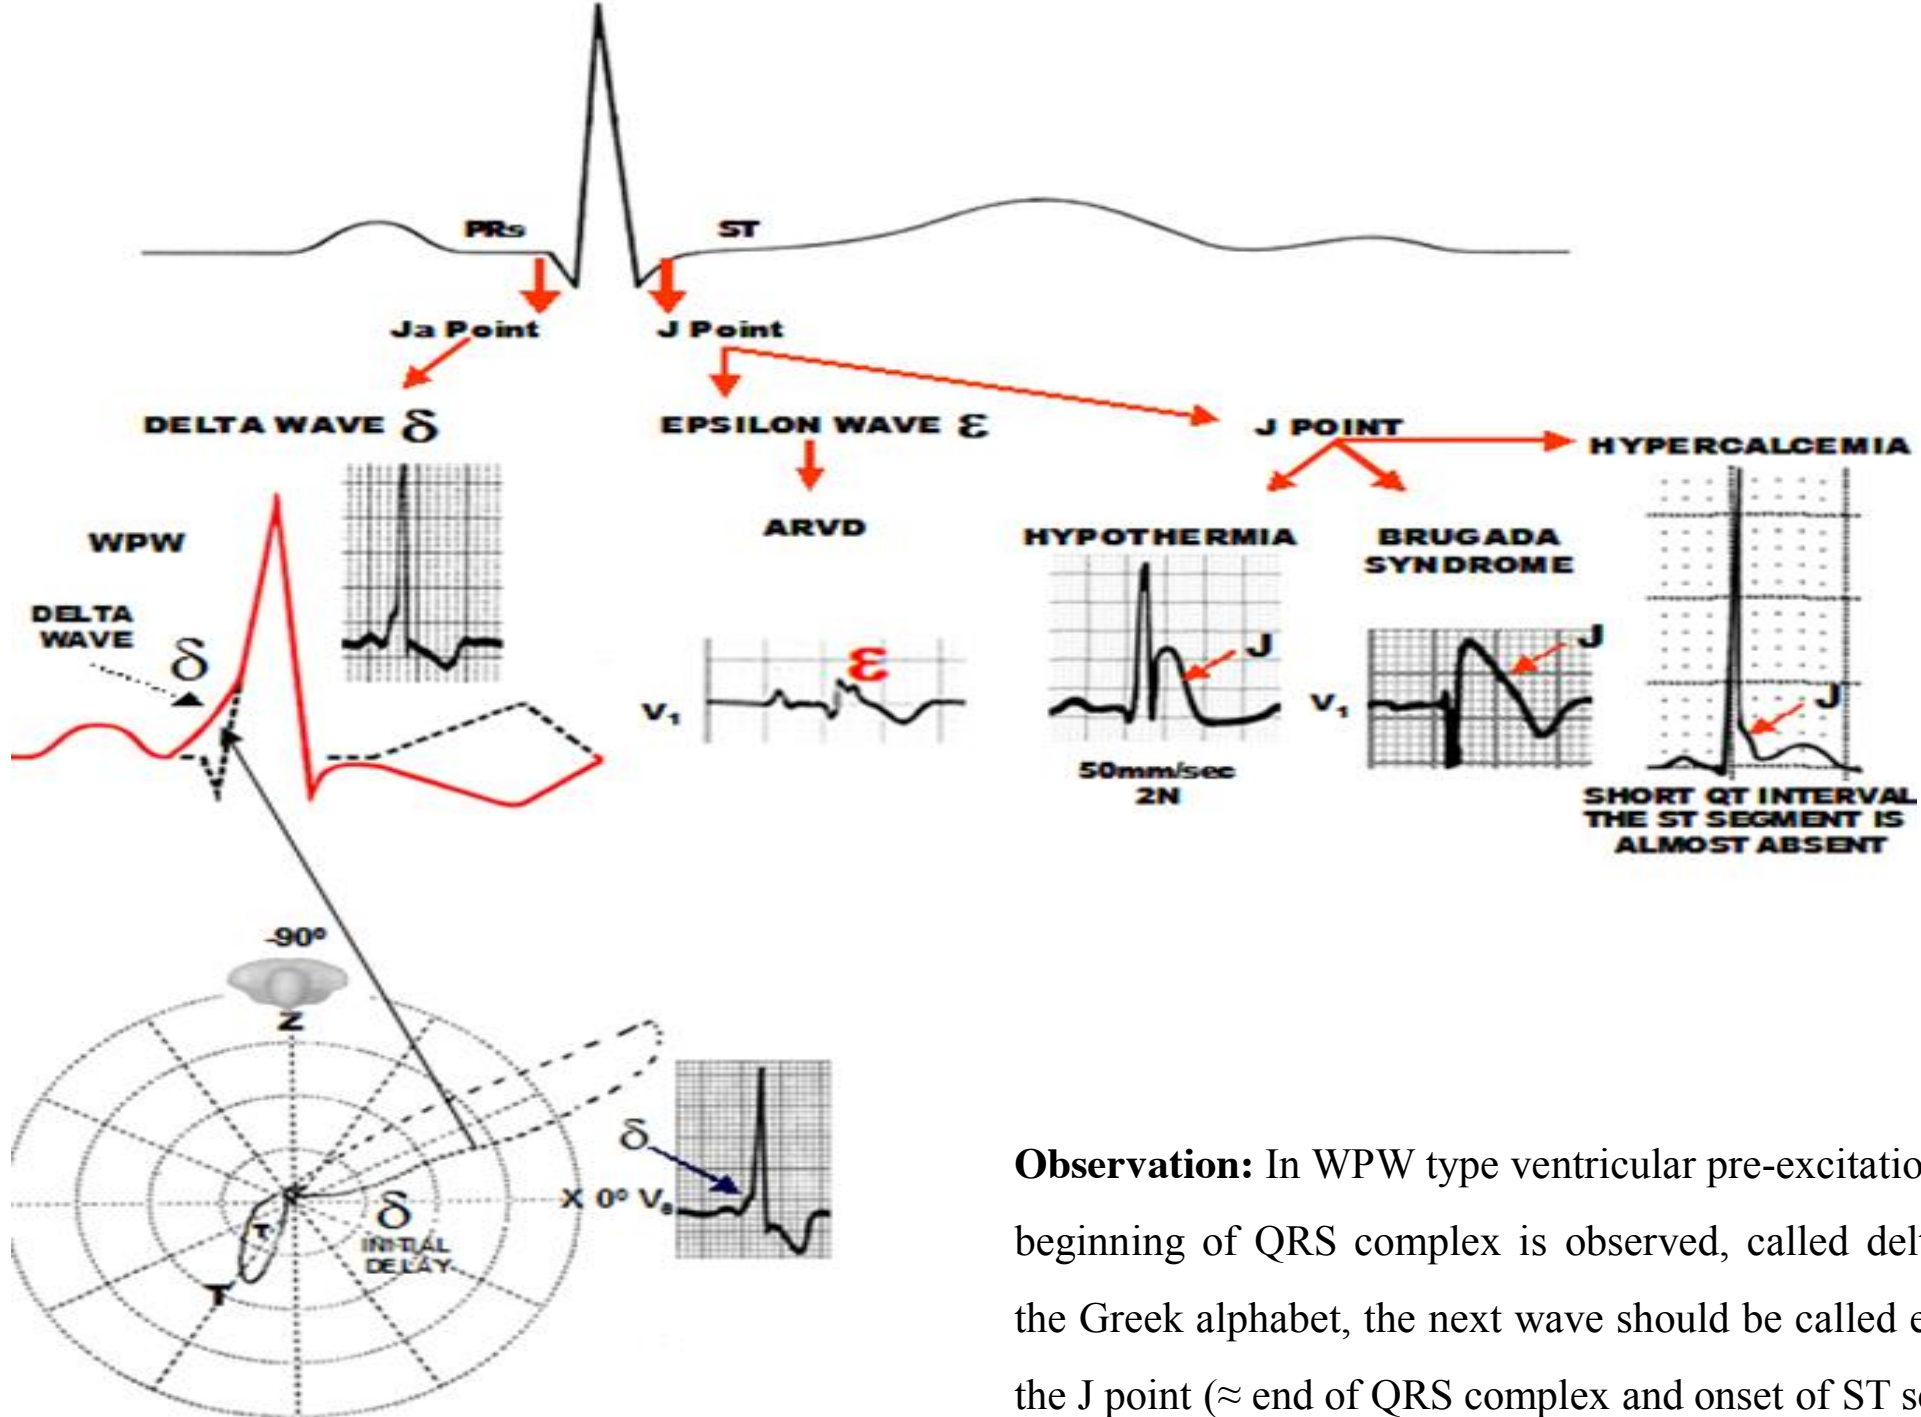 PRs
ST
Ja Point
J Point
DELTA WAVE δ
EPSILON WAVE ε
J POINT
HYPERCALCEMIA
WPW
ARVD
HYPOTHERMIA
BRUGADA
SYNDROME
DELTA
WAVE
δ
ε
J
J
V1
V1
J
50mm/sec
2N
SHORT QT INTERVAL
THE ST SEGMENT IS
ALMOST ABSENT
-90º
Z
δ
X 0º
δ
INITIAL
DELAY
T
T
Observation: In WPW type ventricular pre-excitatio
beginning of QRS complex is observed, called del
the Greek alphabet, the next wave should be called
the J point (≈ end of QRS complex and onset of ST